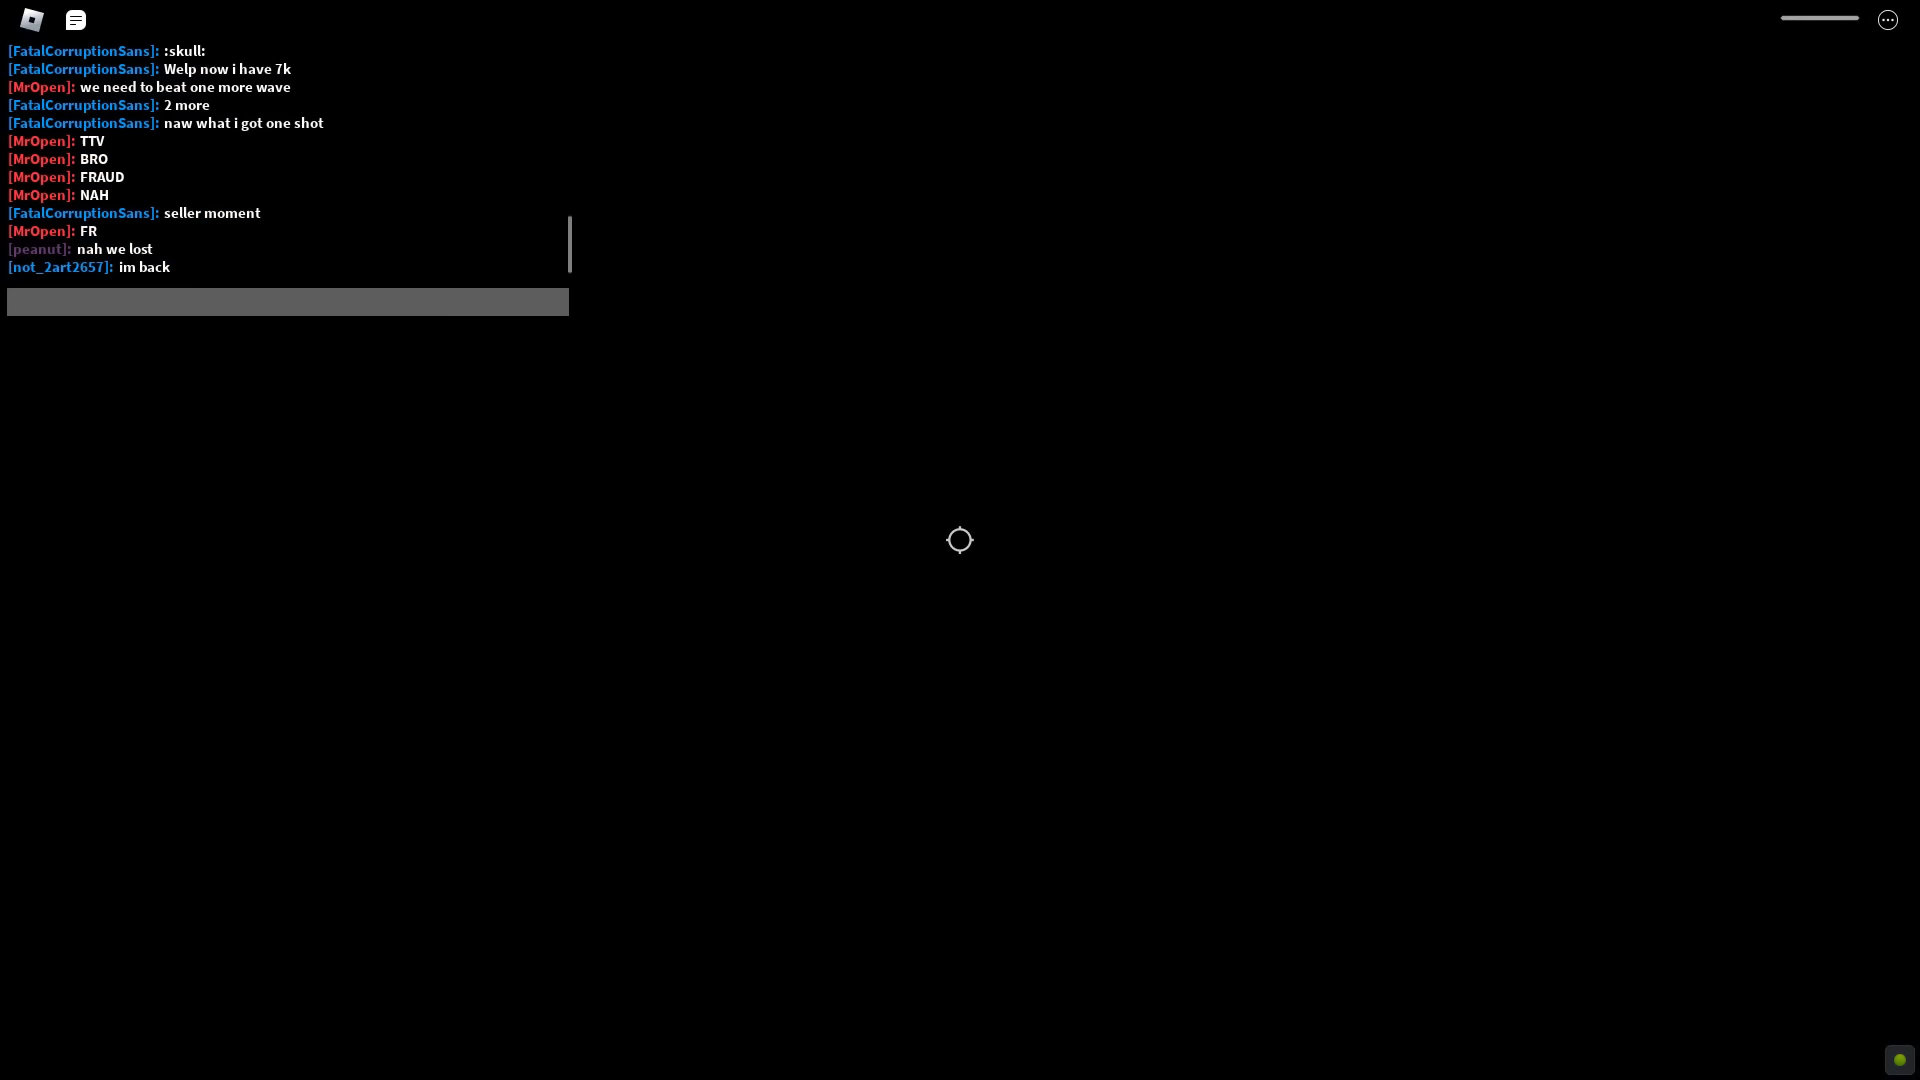 [FatalCorruptionSans]: :skull:
[FatalCorruptionSans]: Welp now i have 7k
[MrOpen]: we need to beat one more wave
[FatalCorruptionSans]: 2 more
[FatalCorruptionSans]: naw what i got one shot
[MrOpen]: TTV
[MrOpen]: BRO
[MrOpen]: FRAUD
[MrOpen]: NAH
[FatalCorruptionSans]: seller moment
[MrOpen]: FR
[peanut]: nah we lost
[not_2art2657]: im back